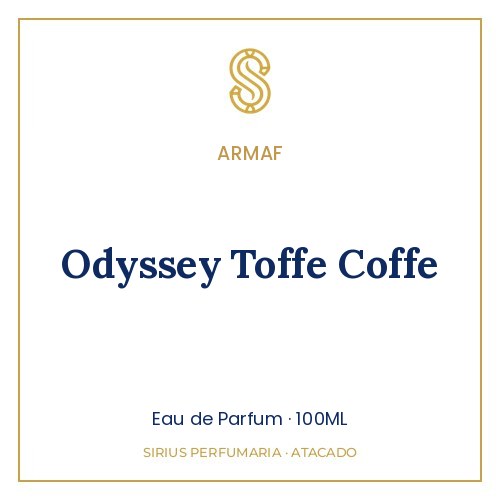 ARMAF
Odyssey Toffe Coffe
Eau de Parfum · 100ML
SIRIUS PERFUMARIA · ATACADO